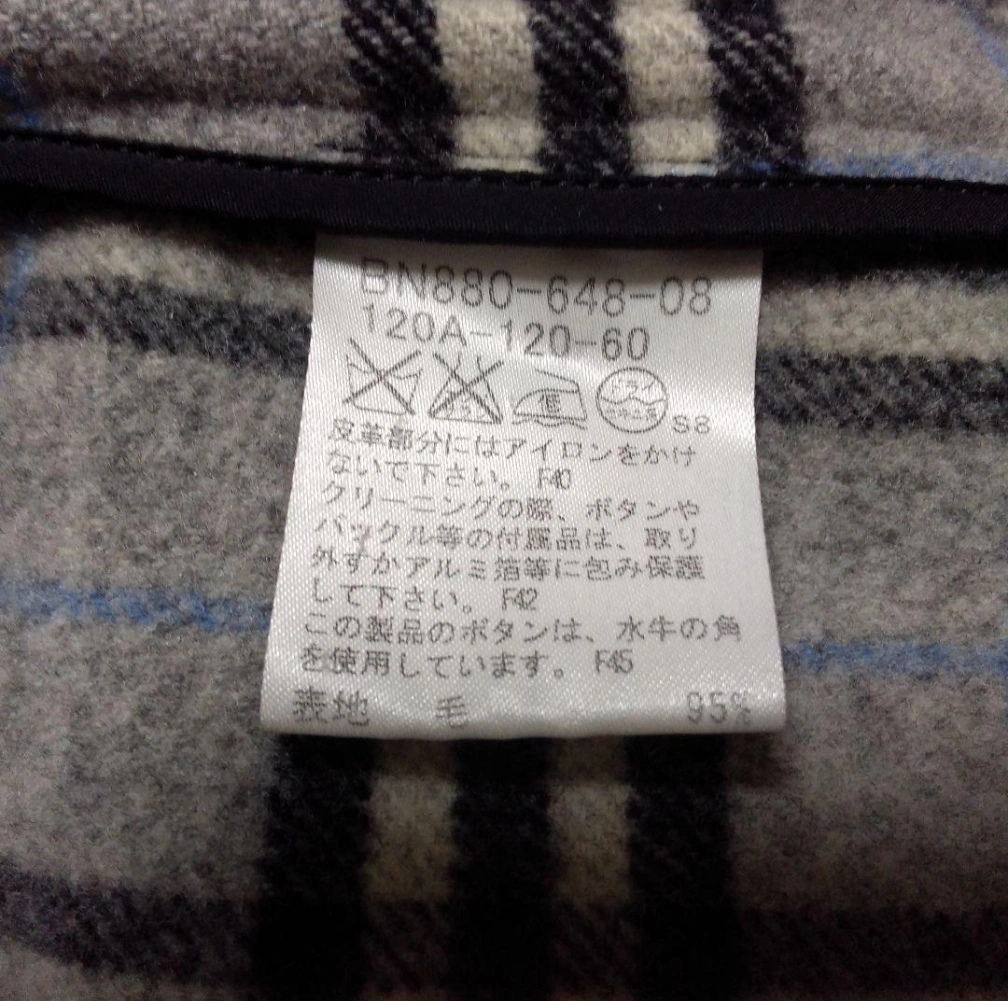 BN880-648-08
120A-120-60
低 ドライ S8
皮革部分にはアイロンをかけ
ないで下さい。 F40
クリーニングの際、ボタンや
バックル等の付属品は、取り
外すかアルミ箔等に包み保護
して下さい。 F42
この製品のボタンは、水牛の角
を使用しています。 F45
表地 毛 95%